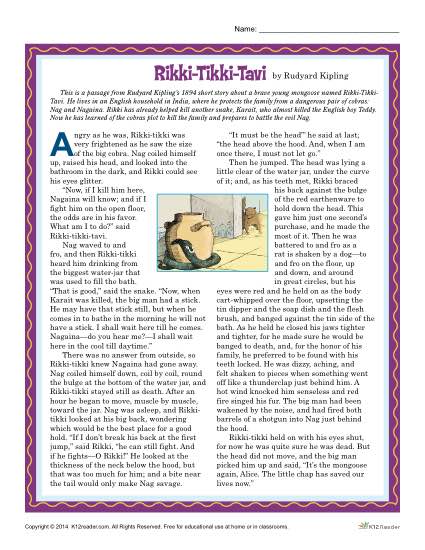 Name:
Rikki-Tikki-Tavi by Rudyard Kipling
This is a passage from Rudyard Kipling's 1894 short story about a brave young mongoose named Rikki-Tikki-
Tavi. He lives in an English household in India, where he protects the family from a dangerous pair of cobras:
Nag and Nagaina. Rikki has already helped kill another snake, Karait, who almost killed the English boy Teddy.
Now he has learned of the cobras plot to kill the family and prepares to battle the evil Nag.
Angry as he was, Rikki-tikki was
very frightened as he saw the size
of the big cobra. Nag coiled himself
up, raised his head, and looked into the
bathroom in the dark, and Rikki could see
his eyes glitter.
"Now, if I kill him here,
Nagaina will know; and if I
fight him on the open floor,
the odds are in his favor.
What am I to do?" said
Rikki-tikki-tavi.
Nag waved to and
fro, and then Rikki-tikki
heard him drinking from
the biggest water-jar that
was used to fill the bath.
"That is good," said the snake. "Now, when
Karait was killed, the big man had a stick.
He may have that stick still, but when he
comes in to bathe in the morning he will not
have a stick. I shall wait here till he comes.
Nagaina—do you hear me?—I shall wait
here in the cool till daytime."
There was no answer from outside, so
Rikki-tikki knew Nagaina had gone away.
Nag coiled himself down, coil by coil, round
the bulge at the bottom of the water jar, and
Rikki-tikki stayed still as death. After an
hour he began to move, muscle by muscle,
toward the jar. Nag was asleep, and Rikki-
tikki looked at his big back, wondering
which would be the best place for a good
hold. "If I don't break his back at the first
jump," said Rikki, "he can still fight. And
if he fights—O Rikki!" He looked at the
thickness of the neck below the hood, but
that was too much for him; and a bite near
the tail would only make Nag savage.
"It must be the head'" he said at last;
"the head above the hood. And, when I am
once there, I must not let go."
Then he jumped. The head was lying a
little clear of the water jar, under the curve
of it; and, as his teeth met, Rikki braced
his back against the bulge
of the red earthenware to
hold down the head. This
gave him just one second's
purchase, and he made the
most of it. Then he was
battered to and fro as a
rat is shaken by a dog—to
and fro on the floor, up
and down, and around
in great circles, but his
eyes were red and he held on as the body
cart-whipped over the floor, upsetting the
tin dipper and the soap dish and the flesh
brush, and banged against the tin side of the
bath. As he held he closed his jaws tighter
and tighter, for he made sure he would be
banged to death, and, for the honor of his
family, he preferred to be found with his
teeth locked. He was dizzy, aching, and
felt shaken to pieces when something went
off like a thunderclap just behind him. A
hot wind knocked him senseless and red
fire singed his fur. The big man had been
wakened by the noise, and had fired both
barrels of a shotgun into Nag just behind
the hood.
Rikki-tikki held on with his eyes shut,
for now he was quite sure he was dead. But
the head did not move, and the big man
picked him up and said, "It's the mongoose
again, Alice. The little chap has saved our
lives now."
Copyright © 2014 K12reader.com. All Rights Reserved. Free for educational use at home or in classrooms.
K12Reader